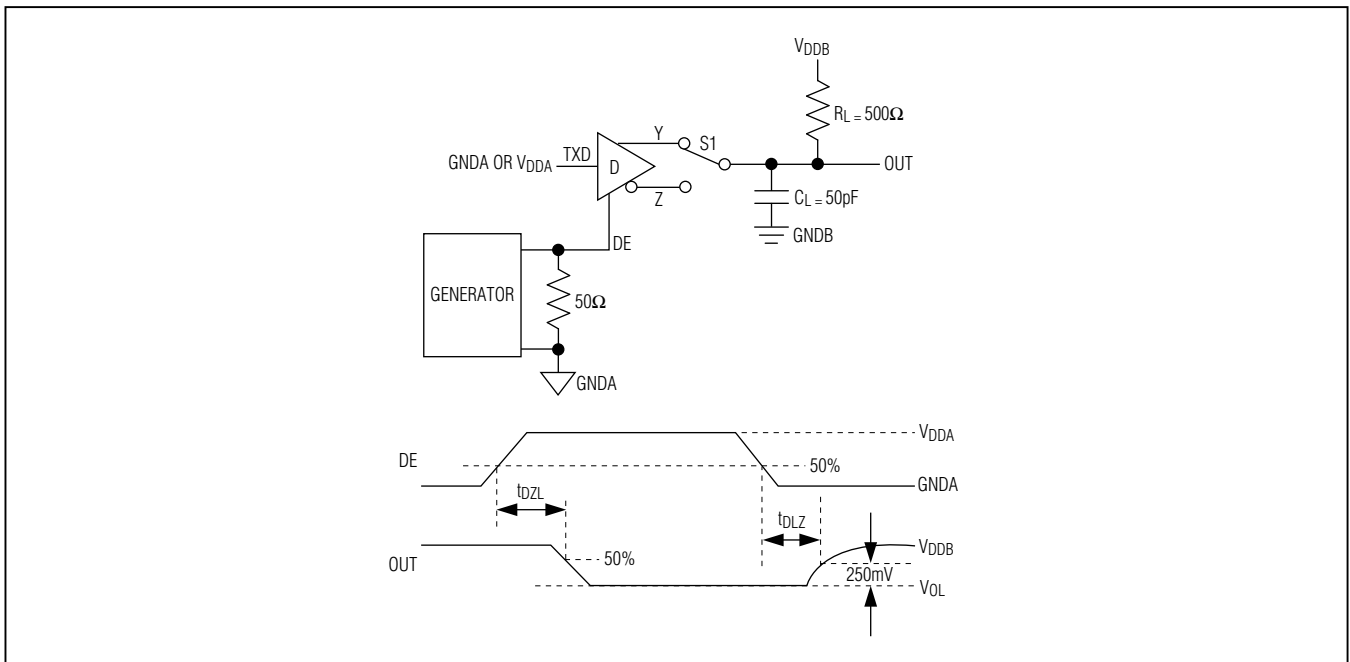 VDDB
RL = 500Ω
Y
S1
GNDA OR VDDA
TXD
D
OUT
Z
CL = 50pF
GNDB
DE
GENERATOR
50Ω
GNDA
VDDA
DE
50%
GNDA
tDZL
tDLZ
VDDB
OUT
50%
250mV
VOL